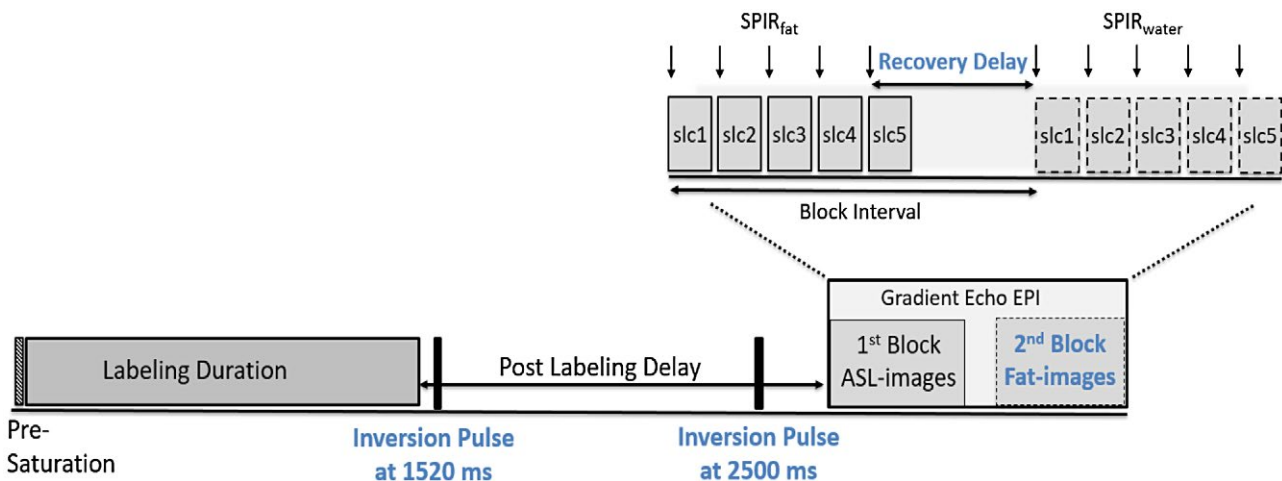 SPIRfat
SPIRwater
Recovery Delay
slc1
slc2
slc3
slc4
slc5
slc1
slc2
slc3
slc4
slc5
Block Interval
Gradient Echo EPI
1st Block
ASL-images
2nd Block
Fat-images
Labeling Duration
Post Labeling Delay
Pre-
Saturation
Inversion Pulse
at 1520 ms
Inversion Pulse
at 2500 ms